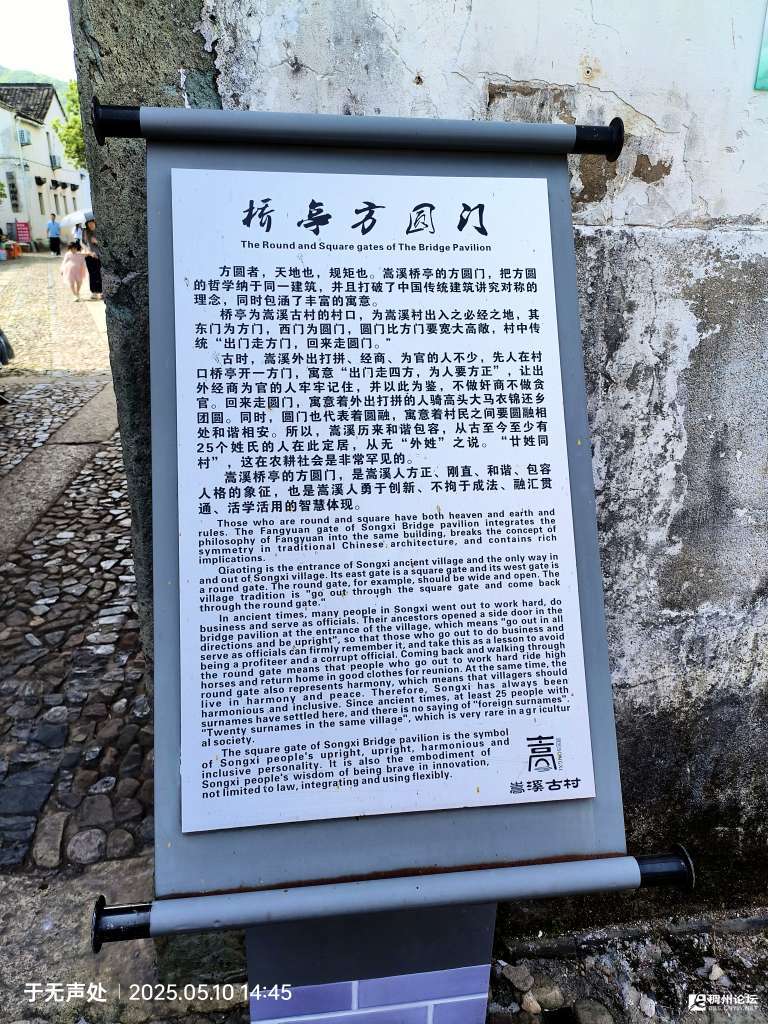 桥亭方圆门
The Round and Square gates of The Bridge Pavilion
方圆者，天地也，规矩也。嵩溪桥亭的方圆门，把方圆
的哲学纳于同一建筑，并且打破了中国传统建筑讲究对称的
理念，同时包涵了丰富的寓意。
桥亭为嵩溪古村的村口，为嵩溪村出入之必经之地，其
东门为方门，西门为圆门，圆门比方门要宽大高敞，村中传
统“出门走方门，回来走圆门。”
古时，嵩溪外出打拼、经商、为官的人不少，先人在村
口桥亭开一方门，寓意“出门走四方，为人要方正”，让出
外经商为官的人牢牢记住，并以此为鉴，不做奸商不做贪
官。回来走圆门，寓意着外出打拼的人骑高头大马衣锦还乡
团圆。同时，圆门也代表着圆融，寓意着村民之间要圆融相
处和谐相安。所以，嵩溪历来和谐包容，从古至今至少有
25个姓氏的人在此定居，从无“外姓”之说。“廿姓同
村”，这在农耕社会是非常罕见的。
嵩溪桥亭的方圆门，是嵩溪人方正、刚直、和谐、包容
人格的象征，也是嵩溪人勇于创新、不拘于成法、融汇贯
通、活学活用的智慧体现。
Those who are round and square have both heaven and earth and
rules. The Fangyuan gate of Songxi Bridge pavilion integrates the
philosophy of Fangyuan into the same building, breaks the concept of
symmetry in traditional Chinese architecture, and contains rich
implications.
Qiaoting is the entrance of Songxi ancient village and the only way in
and out of Songxi village. Its east gate is a square gate and its west gate is
a round gate. The round gate, for example, should be wide and open. The
village tradition is "go out through the square gate and come back
through the round gate."
In ancient times, many people in Songxi went out to work hard, do
business and serve as officials. Their ancestors opened a side door in the
bridge pavilion at the entrance of the village, which means "go out in all
directions and be upright", so that those who go out to do business and
serve as officials can firmly remember it, and take this as a lesson to avoid
being a profiteer and a corrupt official. Coming back and walking through
the round gate means that people who go out to work hard ride high
horses and return home in good clothes for reunion. At the same time, the
round gate also represents harmony, which means that villagers should
live in harmony and peace. Therefore, Songxi has always been
harmonious and inclusive. Since ancient times, at least 25 people with
surnames have settled here, and there is no saying of "foreign surnames".
"Twenty surnames in the same village", which is very rare in agr icultur
al society.
The square gate of Songxi Bridge pavilion is the symbol
of Songxi people's upright, upright, harmonious and
inclusive personality. It is also the embodiment of
Songxi people's wisdom of being brave in innovation,
not limited to law, integrating and using flexibly.
嵩溪古村
于无声处 | 2025.05.10 14:45
稠州论坛
BBS.CNYW.NET